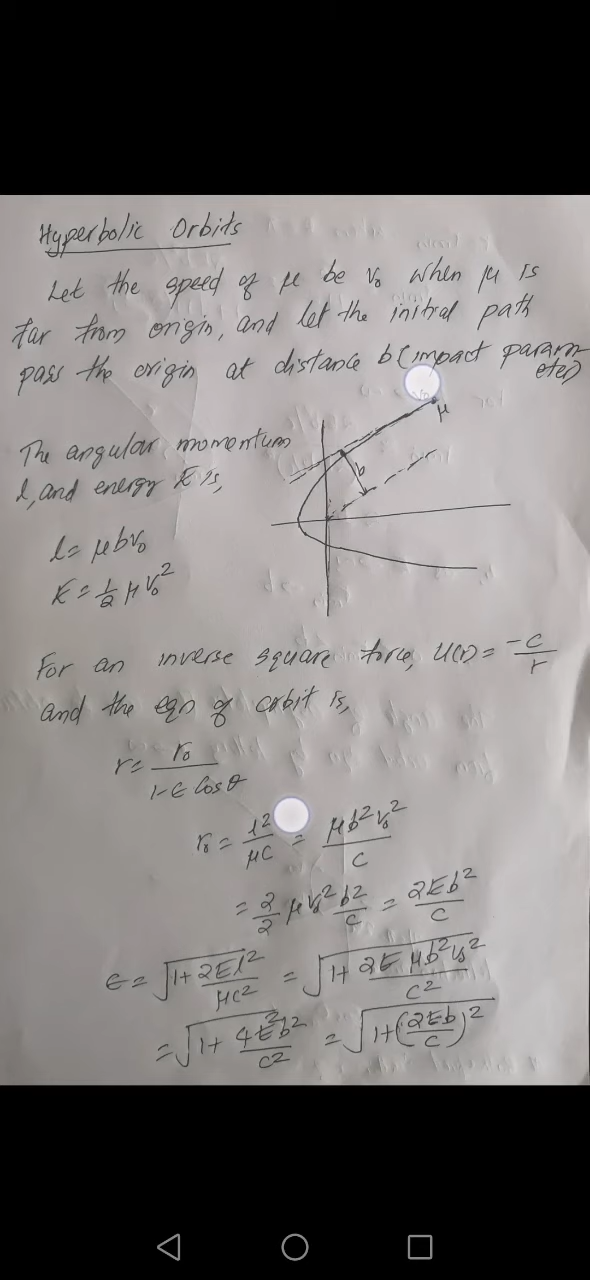 Hyperbolic Orbits
Let the speed of μ be v₀ when μ is
far from origin, and let the initial path
pass the origin at distance b (impact param-
eter)
μ
b
The angular momentum
l, and energy E is,
l = μbv₀
E = 1/2 μv₀²
For an inverse square force, U(r) = -c/r
and the eqn of orbit is,
r = r₀/(1-ϵ Cosθ)
r₀ = l²/μC = μb²v₀²/C
= 2/2 μv₀² b²/C = 2Eb²/C
ϵ = √(1+2El²/μC²) = √(1+2E μb²v₀²/C²)
= √(1+4E²b²/C²) = √(1+(2Eb/C)²)